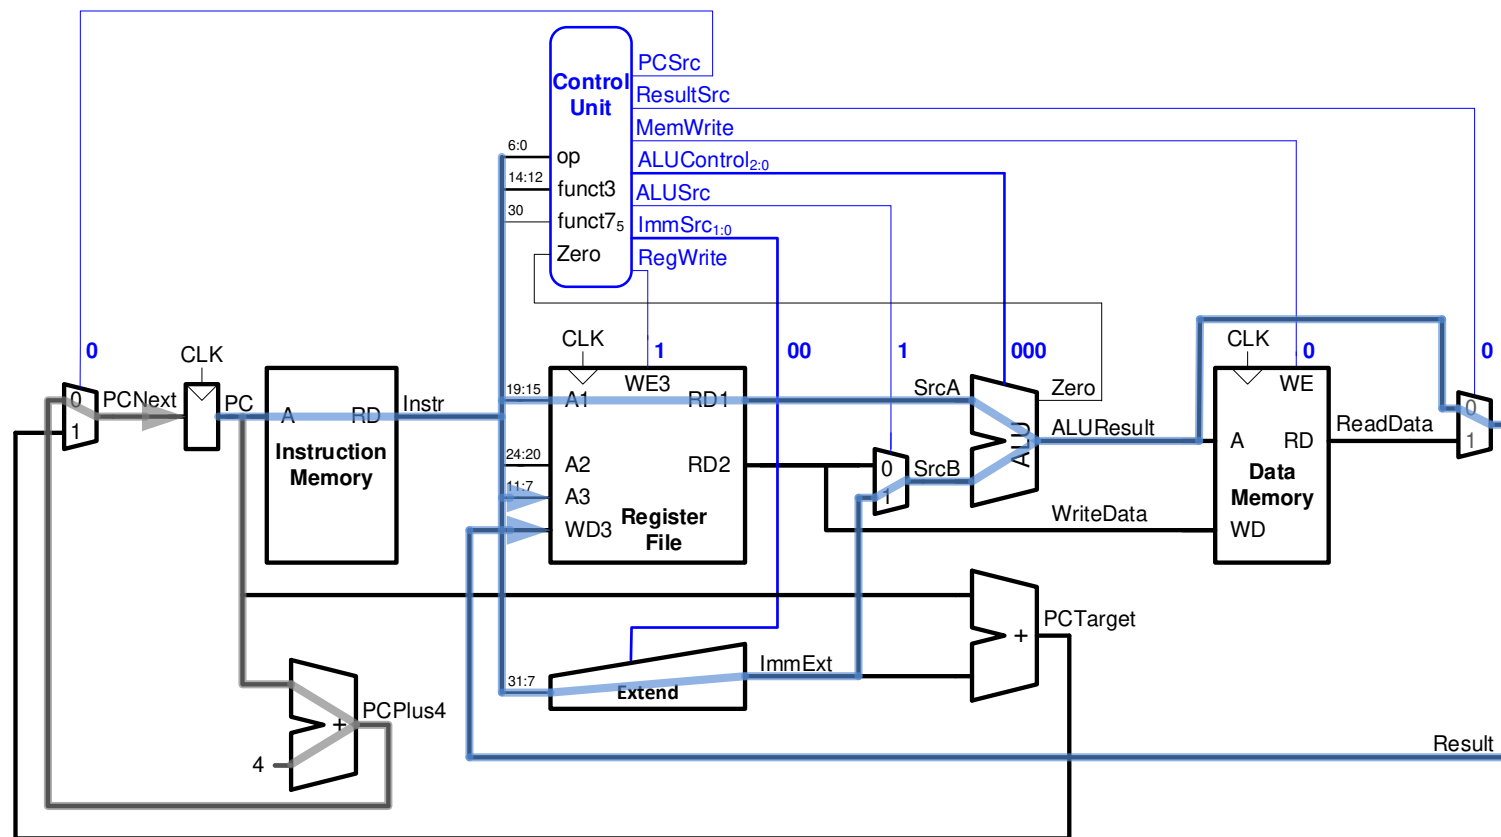 PCSrc
Control
Unit
ResultSrc
MemWrite
6:0
op
ALUControl2:0
14:12
funct3
ALUSrc
30
funct75
ImmSrc1:0
Zero
RegWrite
0
CLK
CLK
1
00
1
000
CLK
0
0
PCNext
0
1
PC
A
RD
Instr
Instruction
Memory
19:15
A1
WE3
RD1
SrcA
Zero
WE
24:20
A2
RD2
0
1
SrcB
ALU
ALUResult
A
RD
ReadData
0
1
11:7
A3
Register
File
Data
Memory
WD3
WriteData
WD
PCTarget
+
31:7
Extend
ImmExt
+
PCPlus4
4
Result